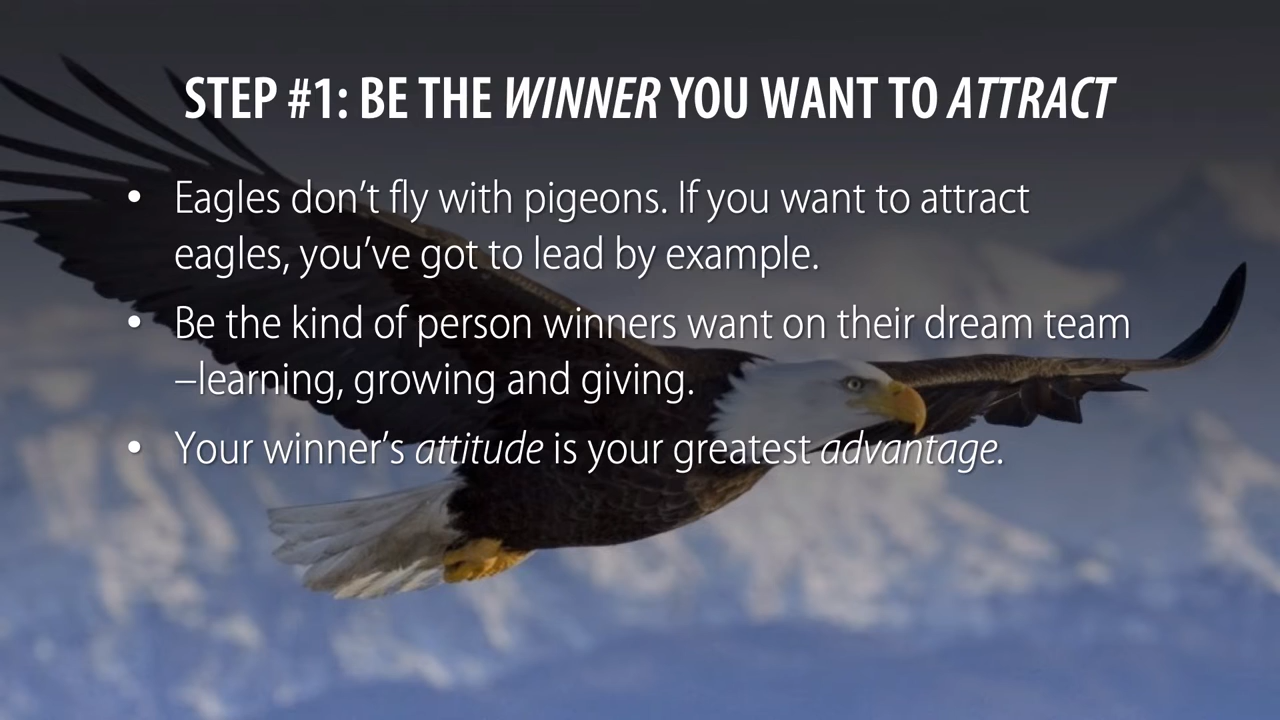 STEP #1: BE THE WINNER YOU WANT TO ATTRACT
• Eagles don’t fly with pigeons. If you want to attract
eagles, you’ve got to lead by example.
• Be the kind of person winners want on their dream team
–learning, growing and giving.
• Your winner’s attitude is your greatest advantage.